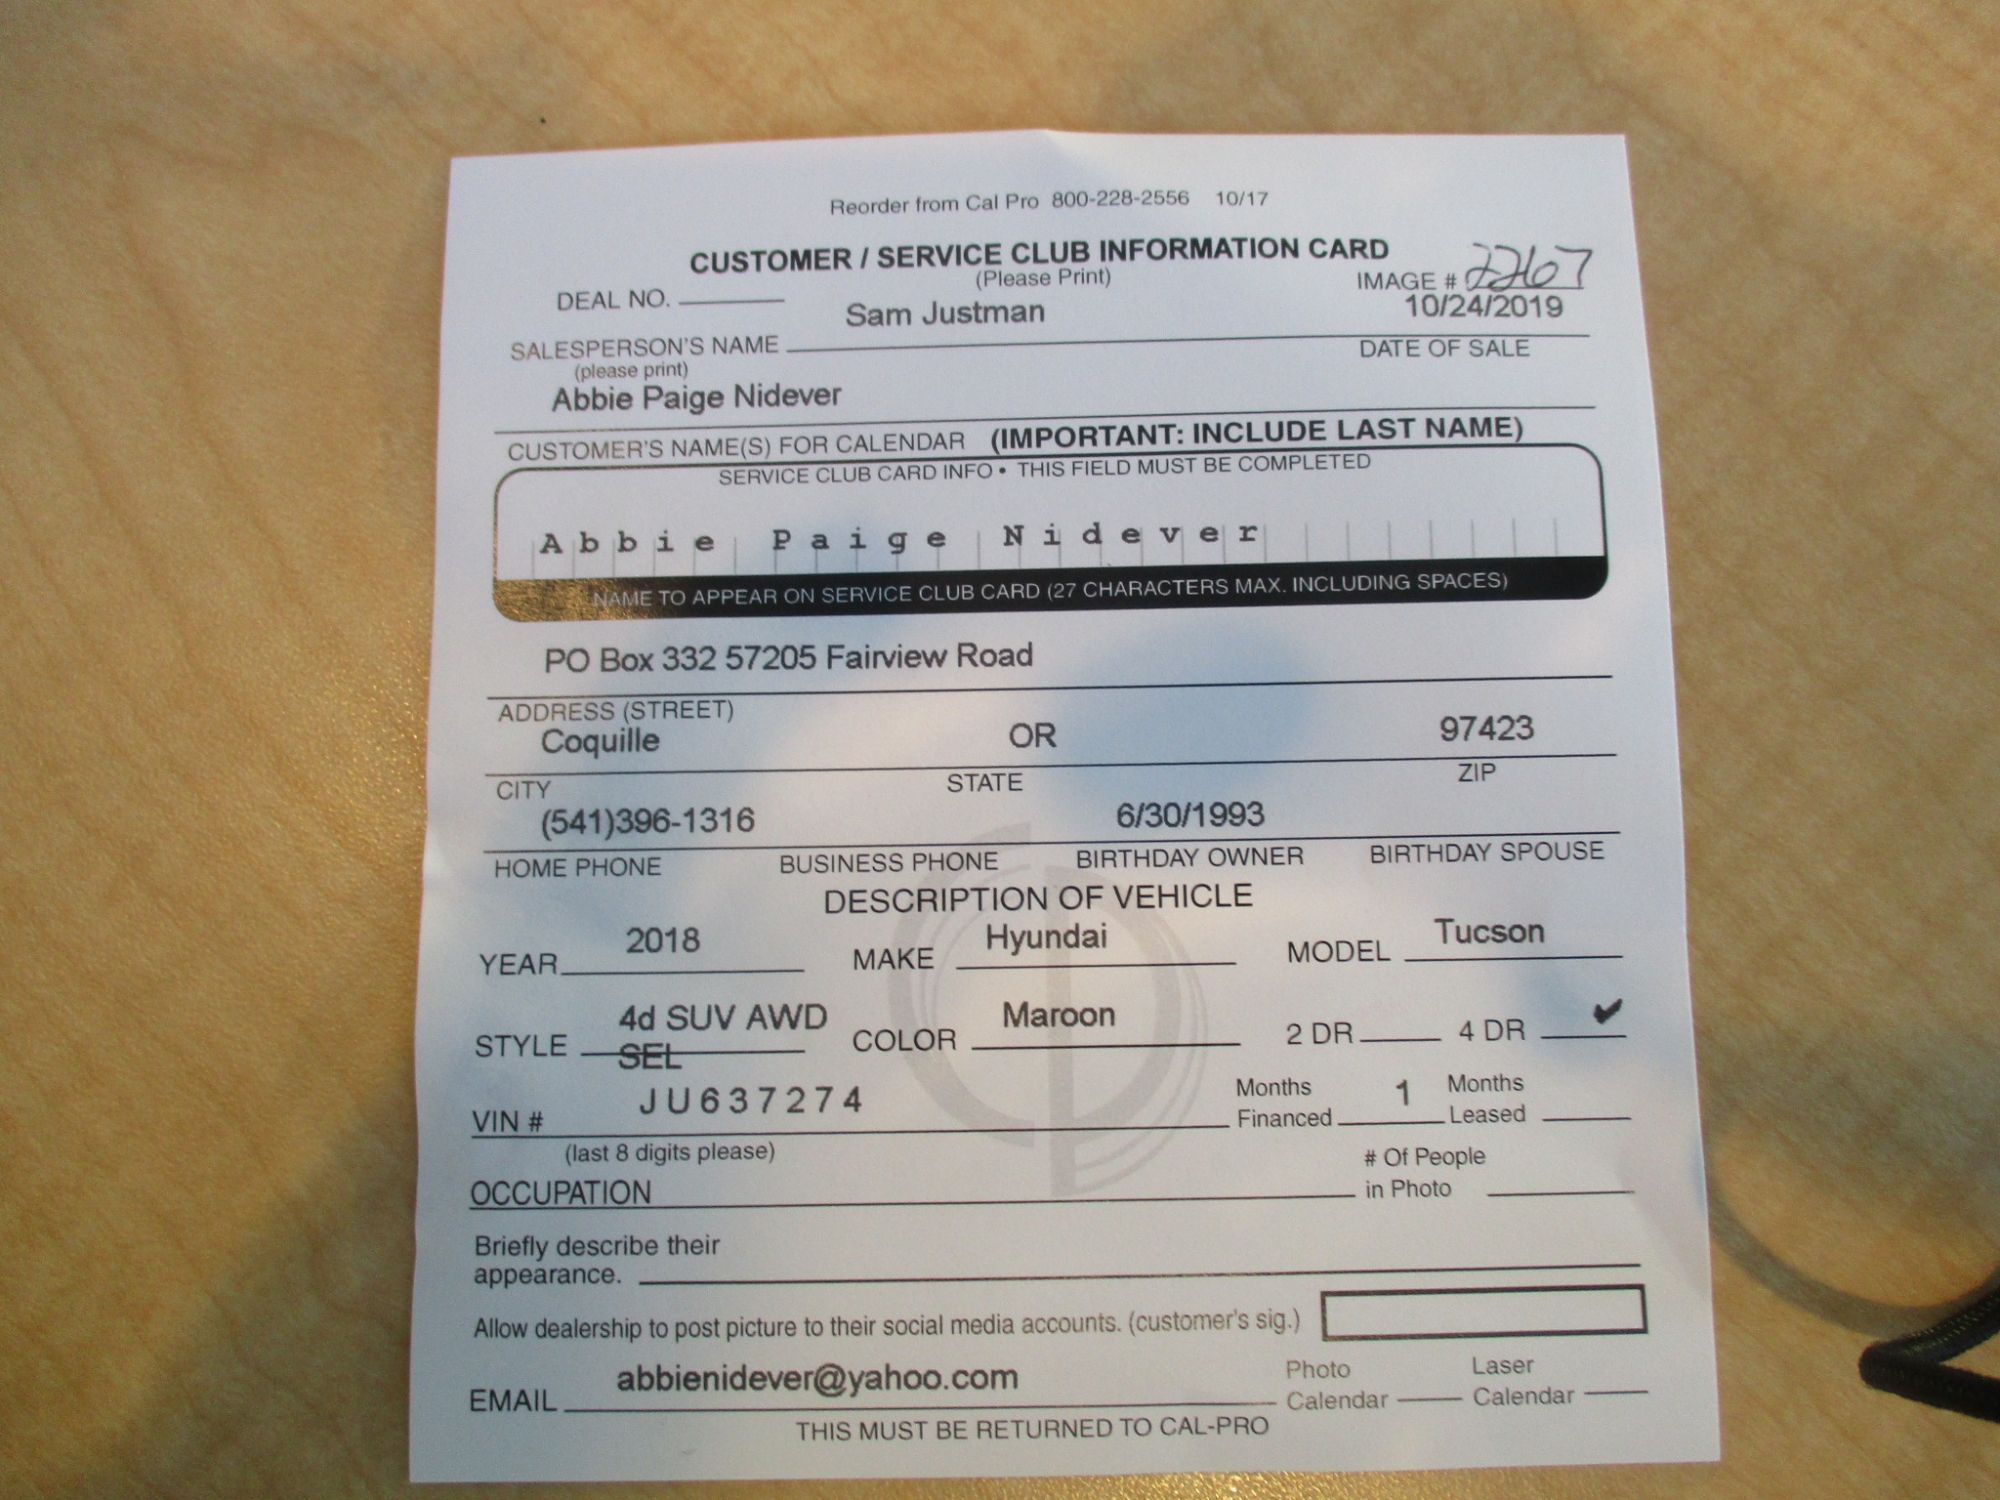 Reorder from Cal Pro 800-228-2556 10/17
CUSTOMER / SERVICE CLUB INFORMATION CARD
(Please Print)
IMAGE # 2267
DEAL NO.
Sam Justman 10/24/2019
SALESPERSON'S NAME DATE OF SALE
(please print)
Abbie Paige Nidever
CUSTOMER'S NAME(S) FOR CALENDAR (IMPORTANT: INCLUDE LAST NAME)
SERVICE CLUB CARD INFO • THIS FIELD MUST BE COMPLETED
Abbie Paige Nidever
NAME TO APPEAR ON SERVICE CLUB CARD (27 CHARACTERS MAX. INCLUDING SPACES)
PO Box 332 57205 Fairview Road
ADDRESS (STREET)
Coquille OR 97423
CITY STATE ZIP
(541)396-1316 6/30/1993
HOME PHONE BUSINESS PHONE BIRTHDAY OWNER BIRTHDAY SPOUSE
DESCRIPTION OF VEHICLE
YEAR 2018 MAKE Hyundai MODEL Tucson
STYLE 4d SUV AWD COLOR Maroon 2 DR 4 DR ✔
SEL
VIN # JU637274 Months Financed 1 Months Leased
(last 8 digits please)
OCCUPATION # Of People in Photo
Briefly describe their
appearance.
Allow dealership to post picture to their social media accounts. (customer's sig.)
EMAIL abbienidever@yahoo.com Photo Calendar Laser Calendar
THIS MUST BE RETURNED TO CAL-PRO